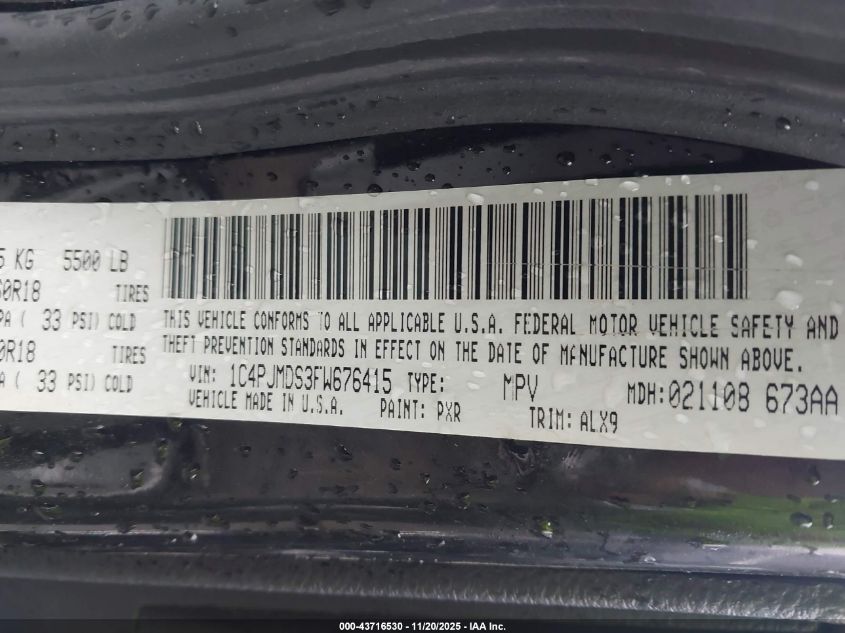 5 KG 5500 LB
60R18 TIRES
PA ( 33 PSI) COLD
0R18 TIRES
A ( 33 PSI) COLD
THIS VEHICLE CONFORMS TO ALL APPLICABLE U.S.A. FEDERAL MOTOR VEHICLE SAFETY AND
THEFT PREVENTION STANDARDS IN EFFECT ON THE DATE OF MANUFACTURE SHOWN ABOVE.
VIN: 1C4PJMDS3FW676415 TYPE: MPV MDH:021108 673AA
VEHICLE MADE IN U.S.A. PAINT: PXR TRIM: ALX9
000-43716530 - 11/20/2025 - IAA Inc.